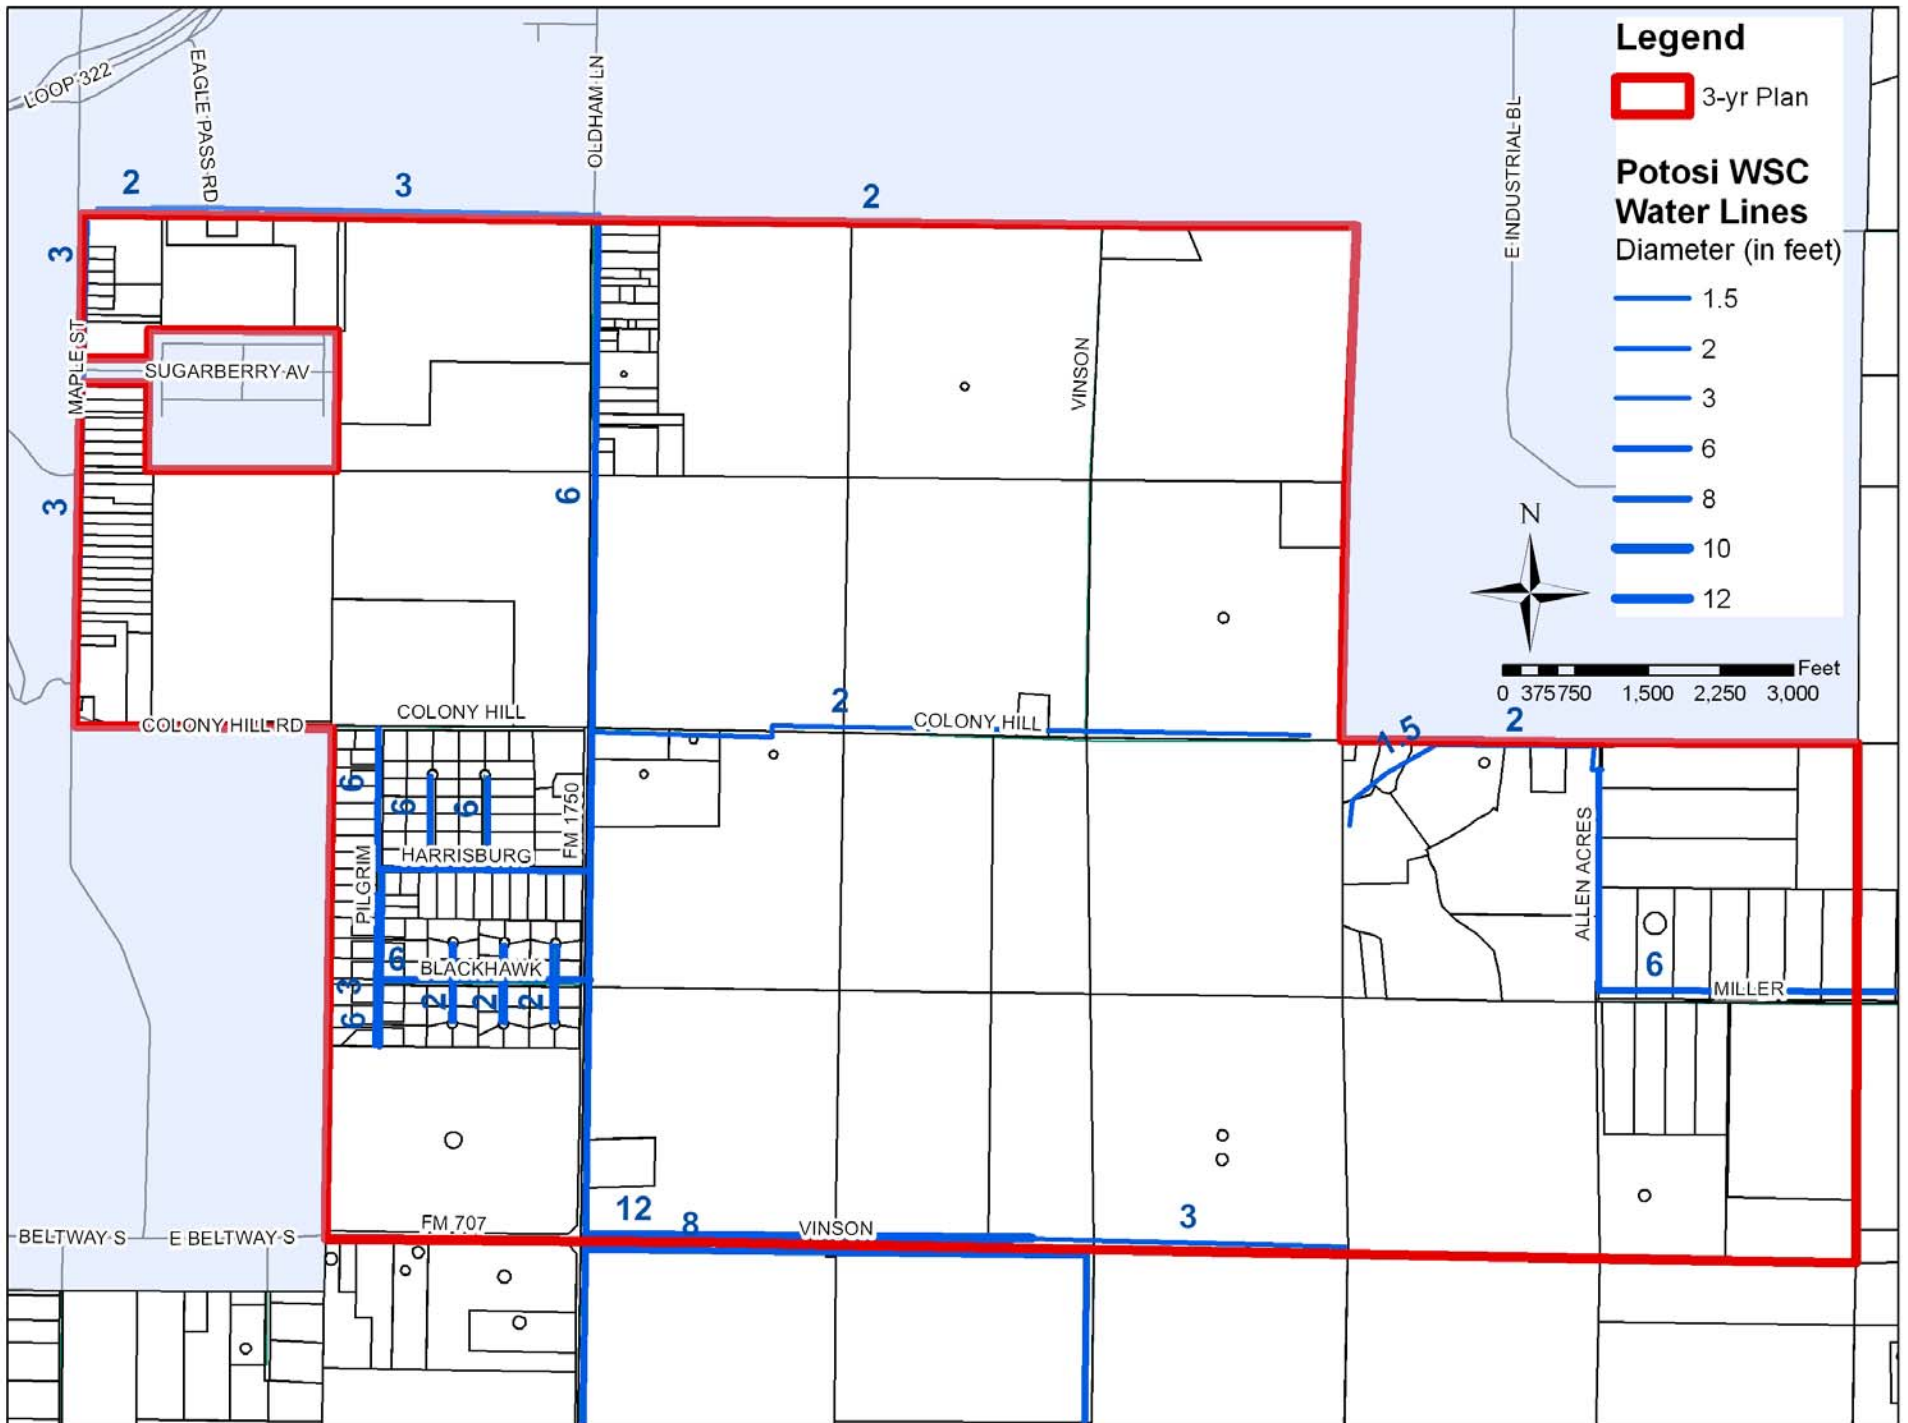 LOOP 322
EAGLE PASS RD
OLDHAM LN
E INDUSTRIAL BL
Legend
3-yr Plan
Potosi WSC
Water Lines
Diameter (in feet)
1.5
2
3
6
8
10
12
2
3
2
3
MAPLE ST
SUGARBERRY AV
VINSON
3
6
N
Feet
0 375 750 1,500 2,250 3,000
COLONY HILL RD
COLONY HILL
2
COLONY HILL
1.5
2
6
6
6
FM 1750
HARRISBURG
PILGRIM
ALLEN ACRES
6
BLACKHAWK
6
MILLER
3
2
2
2
6
12
8
VINSON
3
FM 707
BELTWAY S
E BELTWAY S